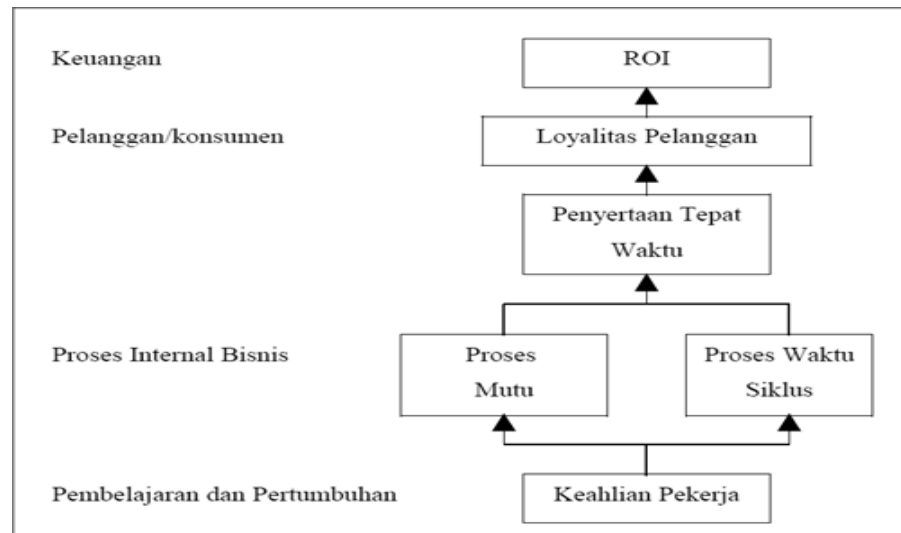 Keuangan
ROI
Pelanggan/konsumen
Loyalitas Pelanggan
Penyertaan Tepat
Waktu
Proses Internal Bisnis
Proses
Mutu
Proses Waktu
Siklus
Pembelajaran dan Pertumbuhan
Keahlian Pekerja